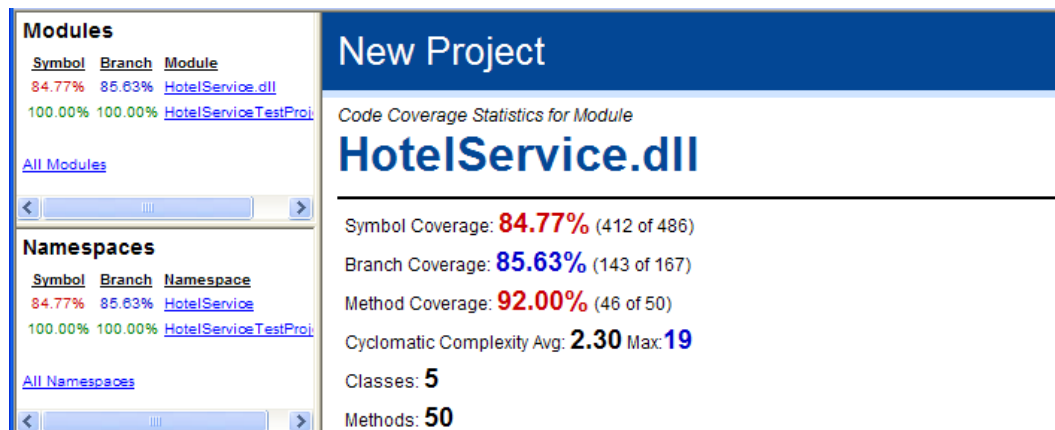 Modules
Symbol Branch Module
84.77% 85.63% HotelService.dll
100.00% 100.00% HotelServiceTestProj
All Modules
Namespaces
Symbol Branch Namespace
84.77% 85.63% HotelService
100.00% 100.00% HotelServiceTestProj
All Namespaces
New Project
Code Coverage Statistics for Module
HotelService.dll
Symbol Coverage: 84.77% (412 of 486)
Branch Coverage: 85.63% (143 of 167)
Method Coverage: 92.00% (46 of 50)
Cyclomatic Complexity Avg: 2.30 Max:19
Classes: 5
Methods: 50